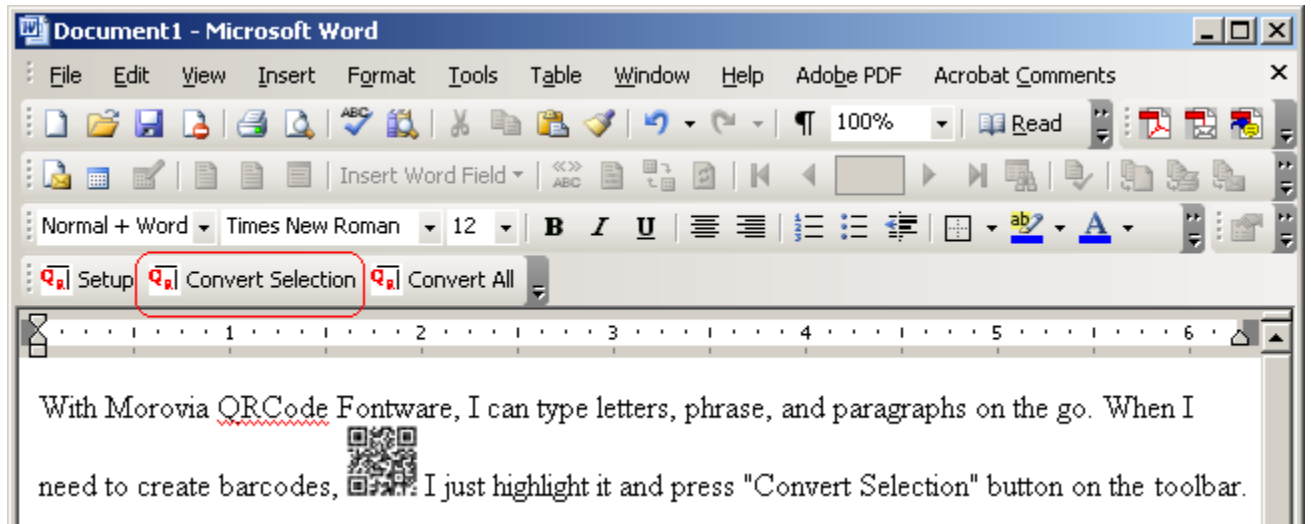 Document1 - Microsoft Word
File Edit View Insert Format Tools Table Window Help Adobe PDF Acrobat Comments
ABC 100% Read
Insert Word Field ABC
Normal + Word Times New Roman 12 B I U ab A
Setup Convert Selection Convert All
1 2 3 4 5 6
With Morovia QRCode Fontware, I can type letters, phrase, and paragraphs on the go. When I
need to create barcodes, I just highlight it and press "Convert Selection" button on the toolbar.